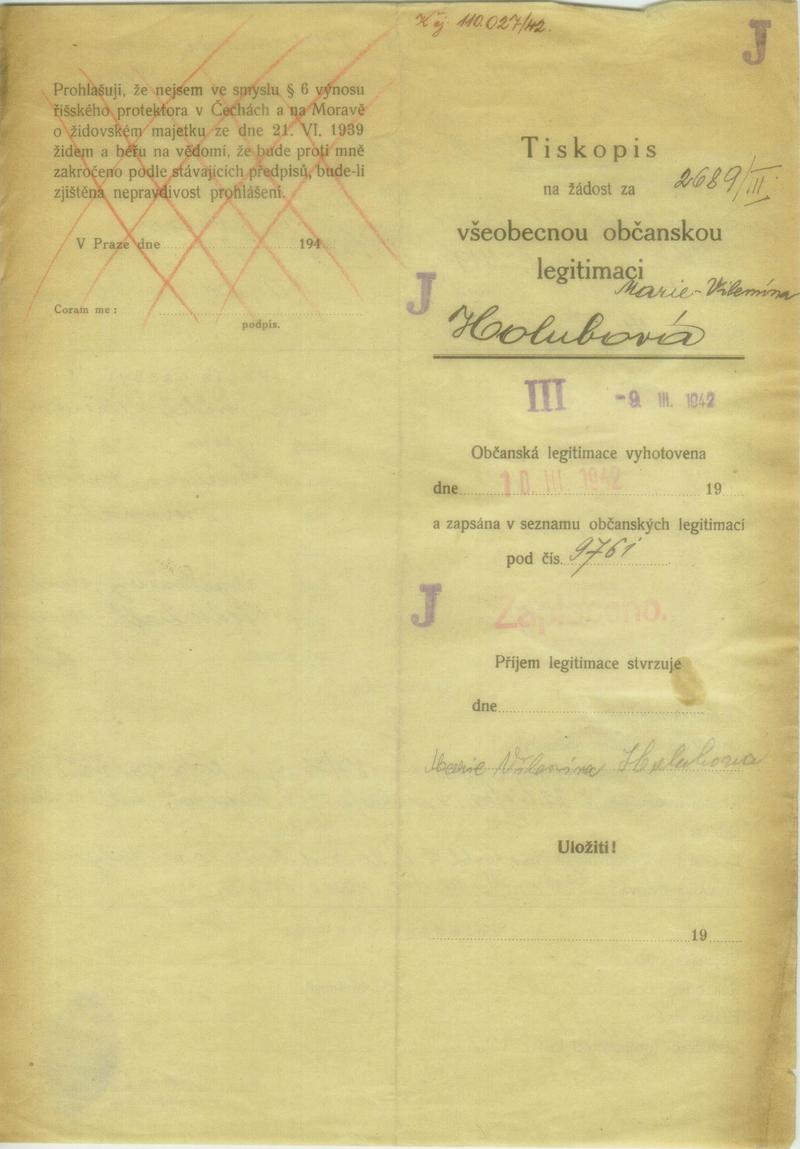 K čj. 110.027/42.
J
Prohlašuji, že nejsem ve smyslu § 6 výnosu
říšského protektora v Čechách a na Moravě
o židovském majetku ze dne 21. VI. 1939
židem a béřu na vědomí, že bude proti mně
zakročeno podle stávajících předpisů, bude-li
zjištěna nepravdivost prohlášení.
V Praze dne 194
Coram me:
podpis.
Tiskopis
na žádost za 2689/III
všeobecnou občanskou
legitimaci
Marie-Vilemína
J
Holubová
III -9. III. 1942
Občanská legitimace vyhotovena
dne 10. III. 1942 19
a zapsána v seznamu občanských legitimací
pod čís. 9761
J
Příjem legitimace stvrzuje
dne
Marie Vilemína Holubova
Uložiti!
19